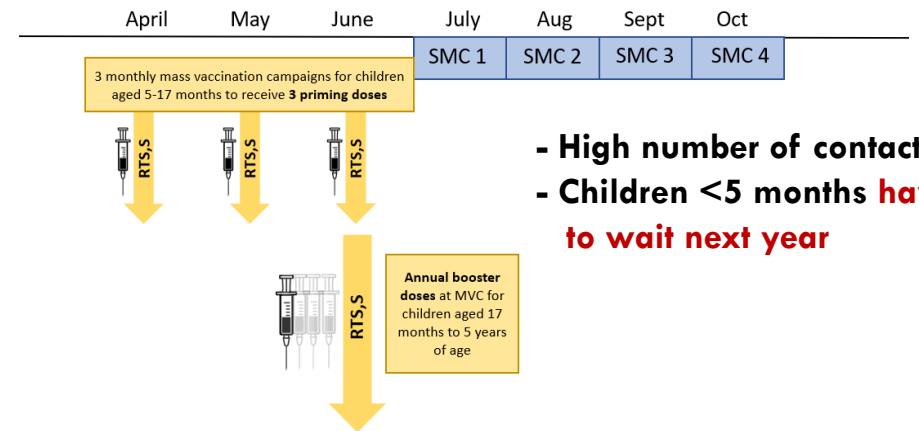 April May June July Aug Sept Oct
SMC 1 SMC 2 SMC 3 SMC 4
3 monthly mass vaccination campaigns for children
aged 5-17 months to receive 3 priming doses
RTS,S RTS,S RTS,S
- High number of contact
- Children <5 months hav
to wait next year
RTS,S
Annual booster
doses at MVC for
children aged 17
months to 5 years
of age